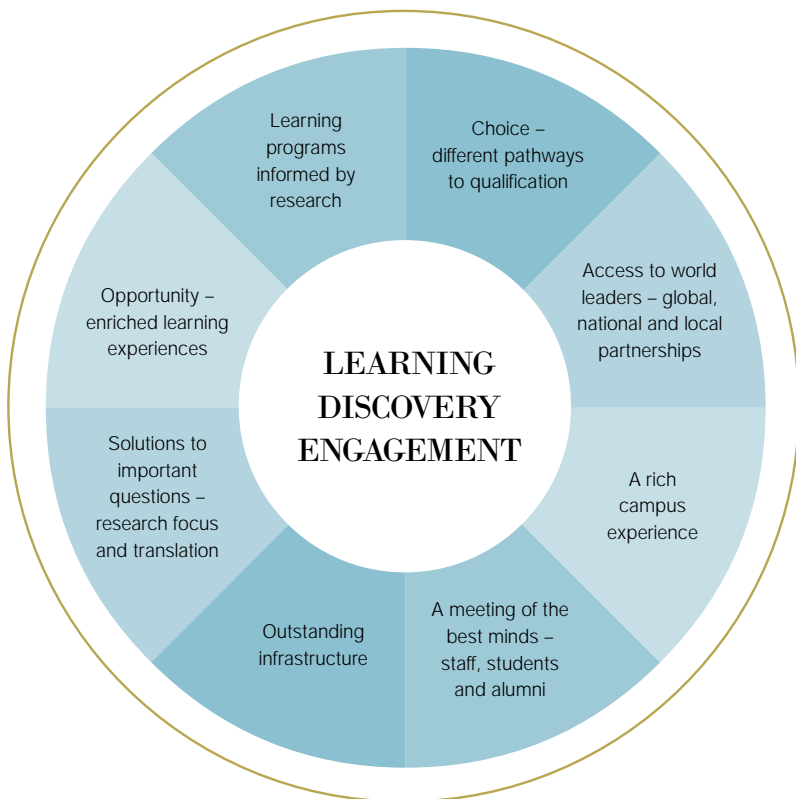 Learning
programs
informed by
research
Choice –
different pathways
to qualification
Access to world
leaders – global,
national and local
partnerships
A rich
campus
experience
A meeting of the
best minds –
staff, students
and alumni
Outstanding
infrastructure
Solutions to
important
questions –
research focus
and translation
Opportunity –
enriched learning
experiences
LEARNING
DISCOVERY
ENGAGEMENT